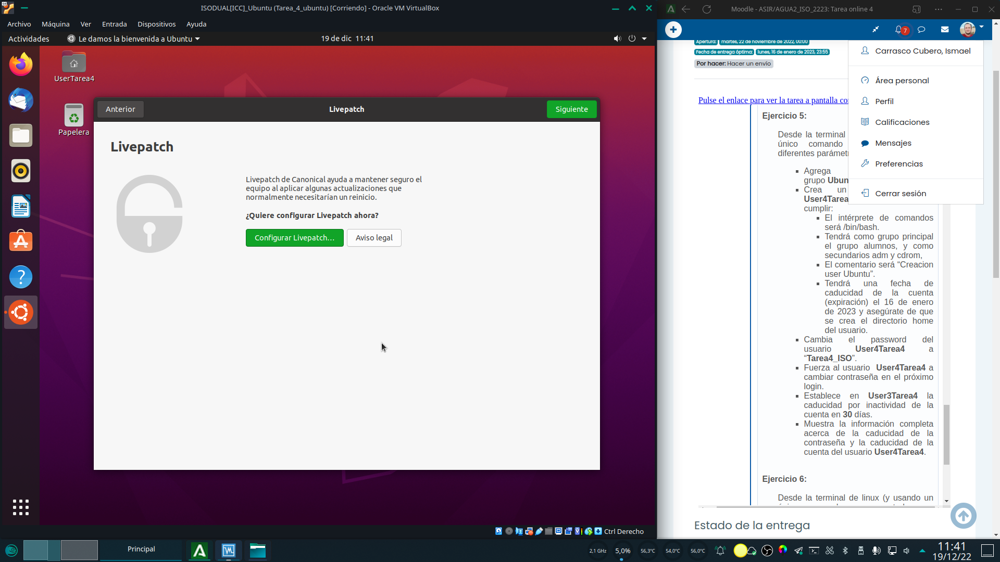 ISODUAL[ICC]_Ubuntu (Tarea_4_ubuntu) [Corriendo] - Oracle VM VirtualBox
Archivo Máquina Ver Entrada Dispositivos Ayuda
Actividades Le damos la bienvenida a Ubuntu 19 de dic 11:41
UserTarea4
Papelera
Anterior Livepatch Siguiente
Livepatch
Livepatch de Canonical ayuda a mantener seguro el
equipo al aplicar algunas actualizaciones que
normalmente necesitarían un reinicio.
¿Quiere configurar Livepatch ahora?
Configurar Livepatch… Aviso legal
Ctrl Derecho
Moodle - ASIR/AGUA2_ISO_2223: Tarea online 4
7
Apertura: martes, 22 de noviembre de 2022, 00:00
Fecha de entrega óptima: lunes, 16 de enero de 2023, 23:55
Por hacer: Hacer un envío
Carrasco Cubero, Ismael
Área personal
Perfil
Calificaciones
Mensajes
Preferencias
Cerrar sesión
Pulse el enlace para ver la tarea a pantalla co
Ejercicio 5:
Desde la terminal
único comando
diferentes parámet
Agrega
grupo Ubun
Crea un
User4Tarea
cumplir:
El intérprete de comandos
será /bin/bash.
Tendrá como grupo principal
el grupo alumnos, y como
secundarios adm y cdrom,
El comentario será “Creacion
user Ubuntu”.
Tendrá una fecha de
caducidad de la cuenta
(expiración) el 16 de enero
de 2023 y asegúrate de que
se crea el directorio home
del usuario.
Cambia el password del
usuario User4Tarea4 a
“Tarea4_ISO”.
Fuerza al usuario User4Tarea4 a
cambiar contraseña en el próximo
login.
Establece en User3Tarea4 la
caducidad por inactividad de la
cuenta en 30 días.
Muestra la información completa
acerca de la caducidad de la
contraseña y la caducidad de la
cuenta del usuario User4Tarea4.
Ejercicio 6:
Desde la terminal de linux (y usando un
Estado de la entrega
Principal
2,1 GHz 5,0% 56,3°C 54,0°C 56,0°C
11:41
19/12/22